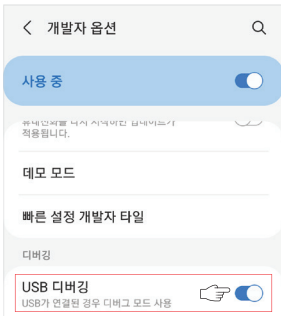 개발자 옵션
사용 중
적용됩니다.
데모 모드
빠른 설정 개발자 타일
디버깅
USB 디버깅
USB가 연결된 경우 디버그 모드 사용